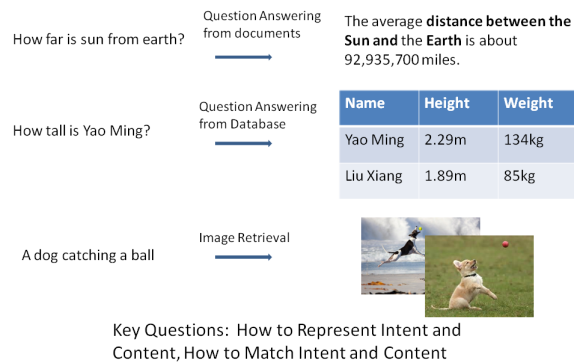 How far is sun from earth?
Question Answering
from documents
The average distance between the
Sun and the Earth is about
92,935,700 miles.
How tall is Yao Ming?
Question Answering
from Database
Name Height Weight
Yao Ming 2.29m 134kg
Liu Xiang 1.89m 85kg
A dog catching a ball
Image Retrieval
Key Questions: How to Represent Intent and
Content, How to Match Intent and Content